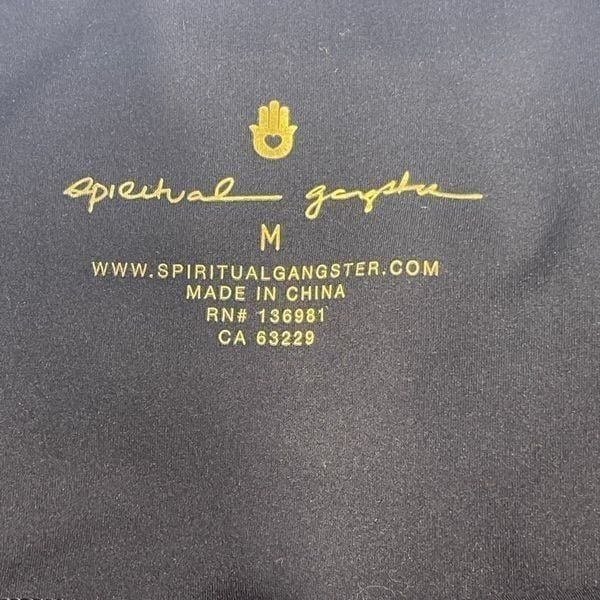 spiritual gangster
M
WWW.SPIRITUALGANGSTER.COM
MADE IN CHINA
RN# 136981
CA 63229